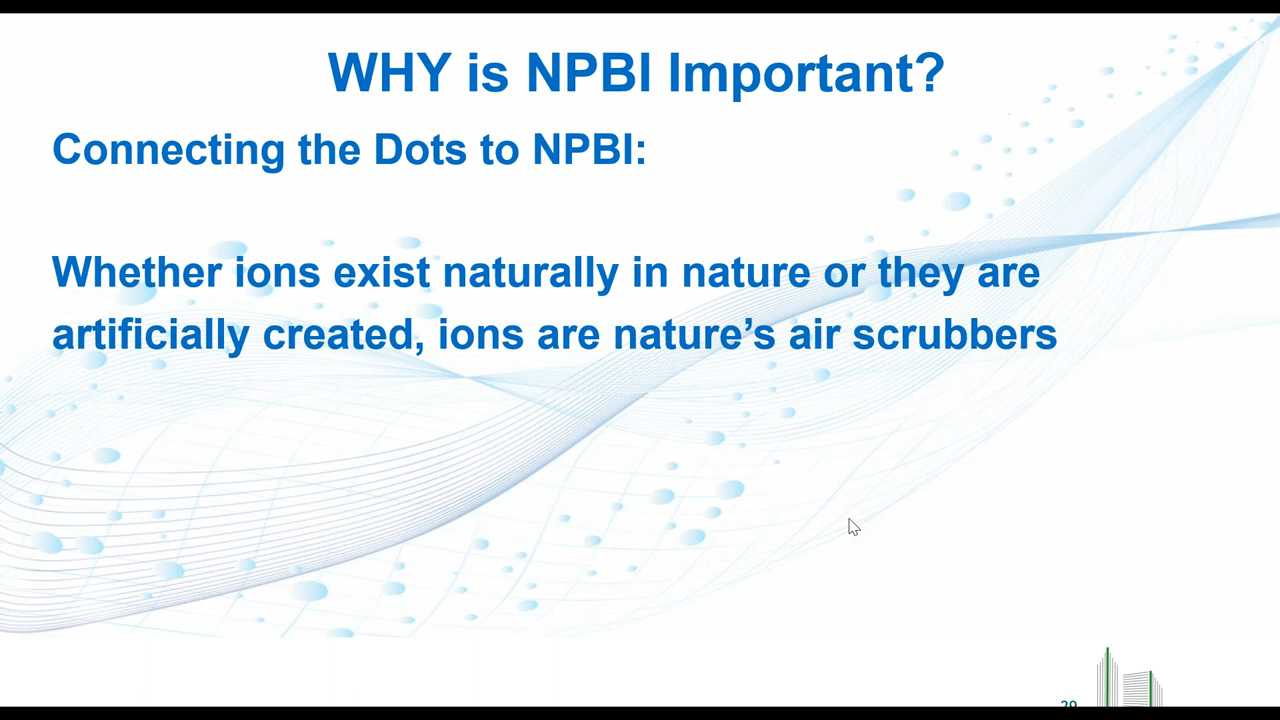 WHY is NPBI Important?
Connecting the Dots to NPBI:
Whether ions exist naturally in nature or they are
artificially created, ions are nature’s air scrubbers
29